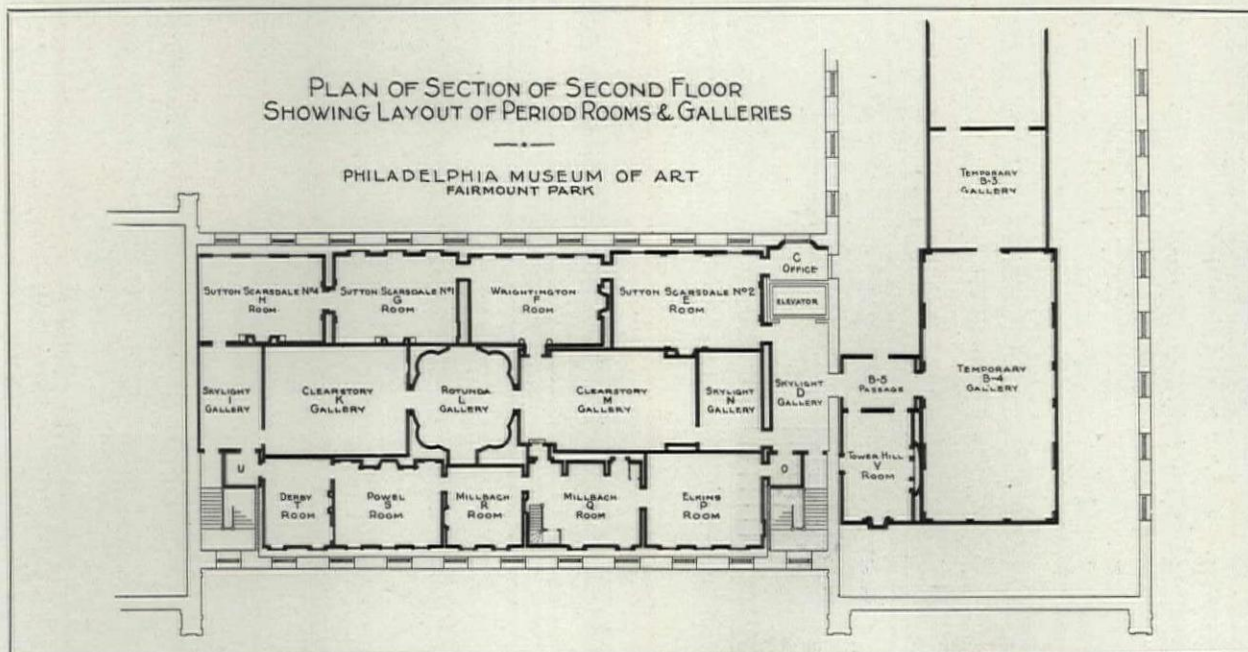 PLAN OF SECTION OF SECOND FLOOR
SHOWING LAYOUT OF PERIOD ROOMS & GALLERIES
PHILADELPHIA MUSEUM OF ART
FAIRMOUNT PARK
TEMPORARY
B-3
GALLERY
C
OFFICE
SUTTON SCARSDALE Nº4
H
ROOM
SUTTON SCARSDALE Nº1
G
ROOM
WRIGHTINGTON
F
ROOM
SUTTON SCARSDALE Nº2
E
ROOM
ELEVATOR
SKYLIGHT
I
GALLERY
CLEARSTORY
K
GALLERY
ROTUNDA
L
GALLERY
CLEARSTORY
M
GALLERY
SKYLIGHT
N
GALLERY
SKYLIGHT
D
GALLERY
B-5
PASSAGE
TEMPORARY
B-4
GALLERY
U
DERBY
T
ROOM
POWEL
S
ROOM
MILLBACH
R
ROOM
MILLBACH
Q
ROOM
ELKINS
P
ROOM
O
TOWER HILL
V
ROOM